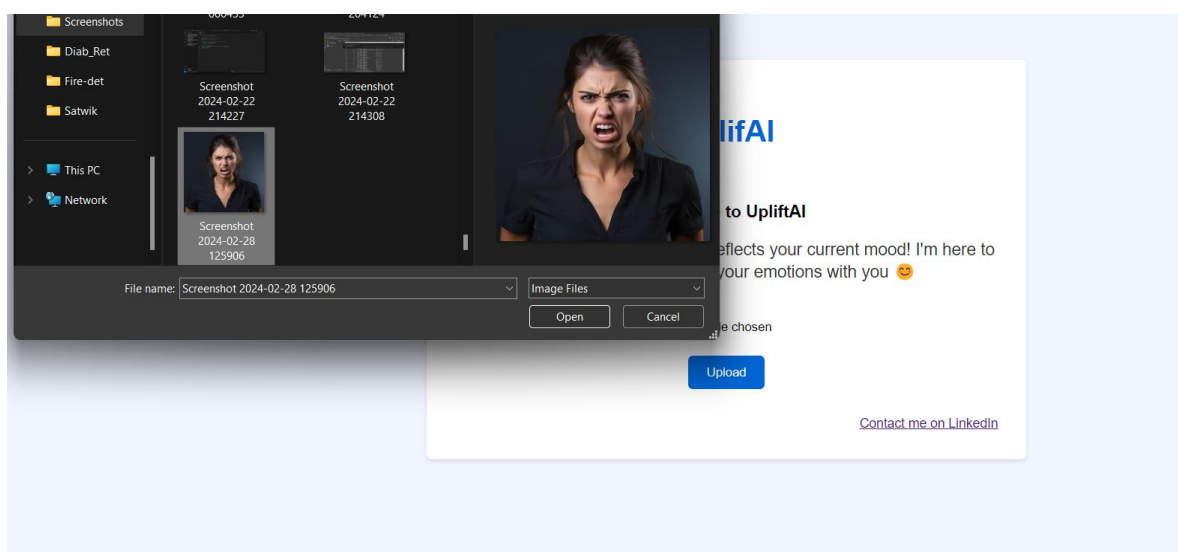 Screenshots
Diab_Ret
Fire-det
Satwik
This PC
Network
Screenshot
2024-02-22
214227
Screenshot
2024-02-22
214308
Screenshot
2024-02-28
125906
File name:
Screenshot 2024-02-28 125906
Image Files
Open
Cancel
lifAI
to UpliftAI
eflects your current mood! I'm here to
your emotions with you 😊
e chosen
Upload
Contact me on LinkedIn